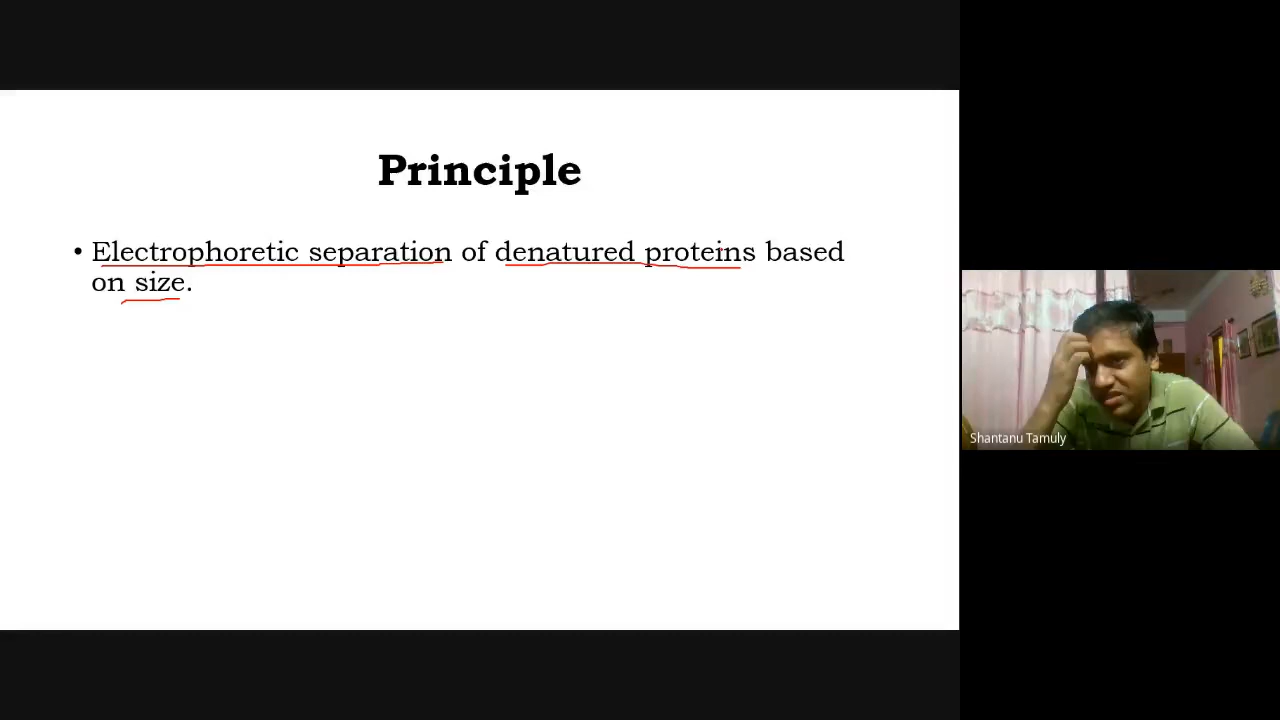 Principle
• Electrophoretic separation of denatured proteins based
on size.
Shantanu Tamuly